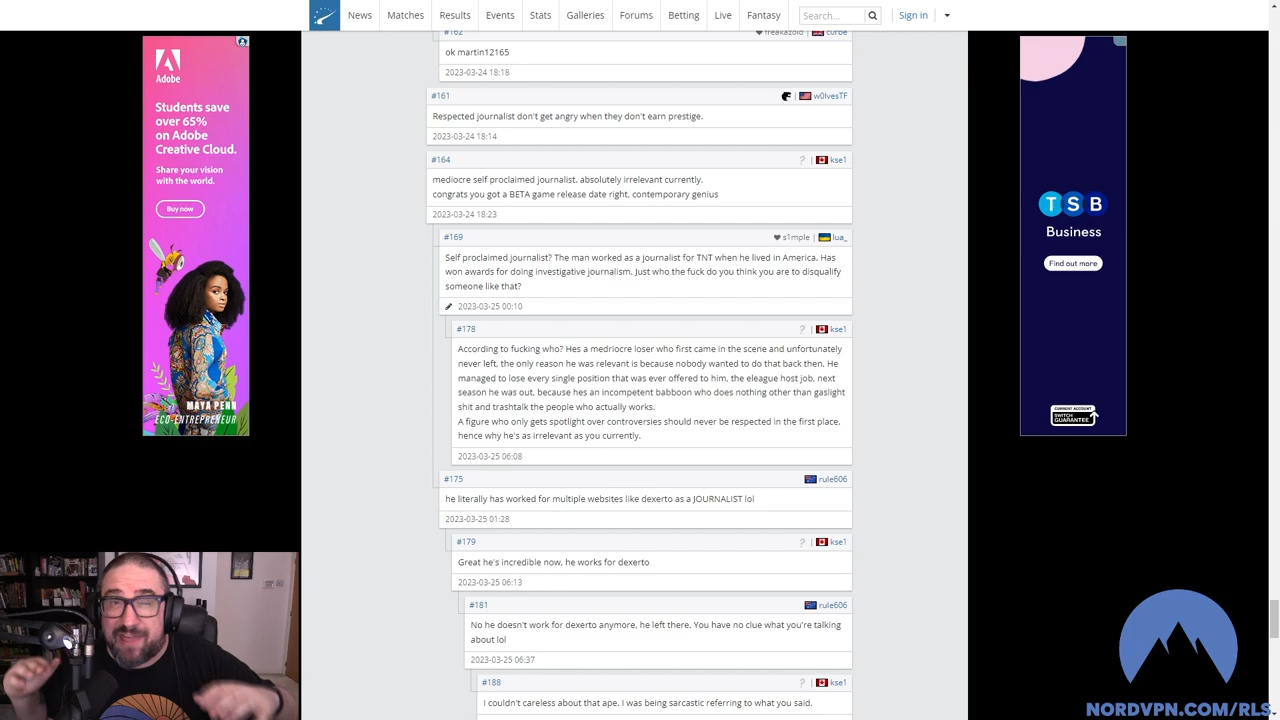 News
Matches
Results
Events
Stats
Galleries
Forums
Betting
Live
Fantasy
Search...
Sign in
#162
freakazoid | curbe
ok martin12165
2023-03-24 18:18
#161
| w0lvesTF
Respected journalist don't get angry when they don't earn prestige.
2023-03-24 18:14
#164
? | kse1
mediocre self proclaimed journalist. absolutely irrelevant currently.
congrats you got a BETA game release date right, contemporary genius
2023-03-24 18:23
#169
s1mple | lua_
Self proclaimed journalist? The man worked as a journalist for TNT when he lived in America. Has
won awards for doing investigative journalism. Just who the fuck do you think you are to disqualify
someone like that?
2023-03-25 00:10
#178
? | kse1
According to fucking who? Hes a medriocre loser who first came in the scene and unfortunately
never left, the only reason he was relevant is because nobody wanted to do that back then. He
managed to lose every single position that was ever offered to him. the eleague host job, next
season he was out, because hes an incompetent babboon who does nothing other than gaslight
shit and trashtalk the people who actually works.
A figure who only gets spotlight over controversies should never be respected in the first place,
hence why he's as irrelevant as you currently.
2023-03-25 06:08
#175
rule606
he literally has worked for multiple websites like dexerto as a JOURNALIST lol
2023-03-25 01:28
#179
? | kse1
Great he's incredible now, he works for dexerto
2023-03-25 06:13
#181
rule606
No he doesn't work for dexerto anymore, he left there. You have no clue what you're talking
about lol
2023-03-25 06:37
#188
? | kse1
I couldn't careless about that ape. I was being sarcastic referring to what you said.
Adobe
Students save
over 65%
on Adobe
Creative Cloud.
Share your vision
with the world.
Buy now
MAYA PENN
ECO-ENTREPRENEUR
T S B
Business
Find out more
CURRENT ACCOUNT
SWITCH
GUARANTEE
NORDVPN.COM/RLS